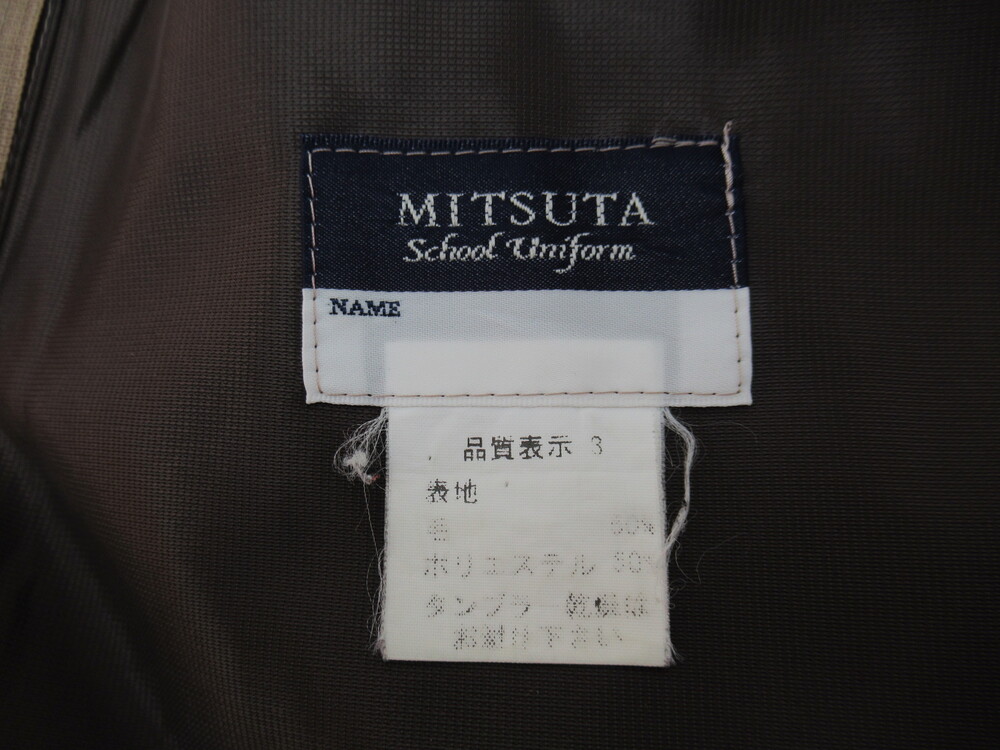 MITSUTA
School Uniform
NAME
品質表示 3
表地
毛
ポリエステル
タンブラー乾燥は
お避け下さい